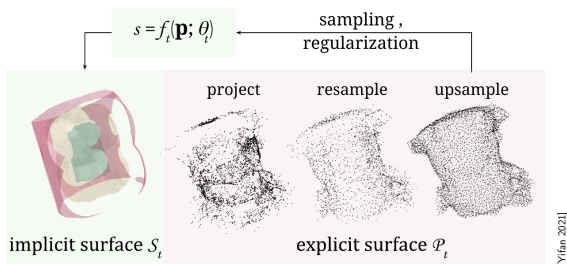 s = f_t(𝐩; θ_t)
sampling ,
regularization
project
resample
upsample
implicit surface 𝒮_t
explicit surface 𝒫_t
Yifan 2021]